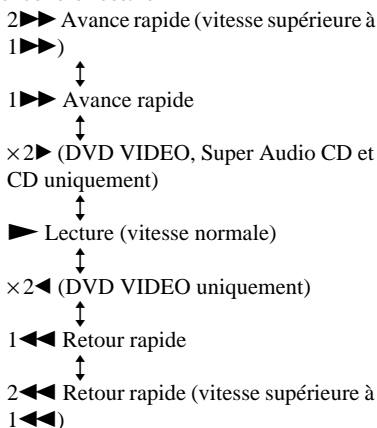 2▶▶ Avance rapide (vitesse supérieure à
1▶▶)
↕
1▶▶ Avance rapide
↕
×2▶ (DVD VIDEO, Super Audio CD et
CD uniquement)
↕
▶ Lecture (vitesse normale)
↕
×2◀ (DVD VIDEO uniquement)
↕
1◀◀ Retour rapide
↕
2◀◀ Retour rapide (vitesse supérieure à
1◀◀)